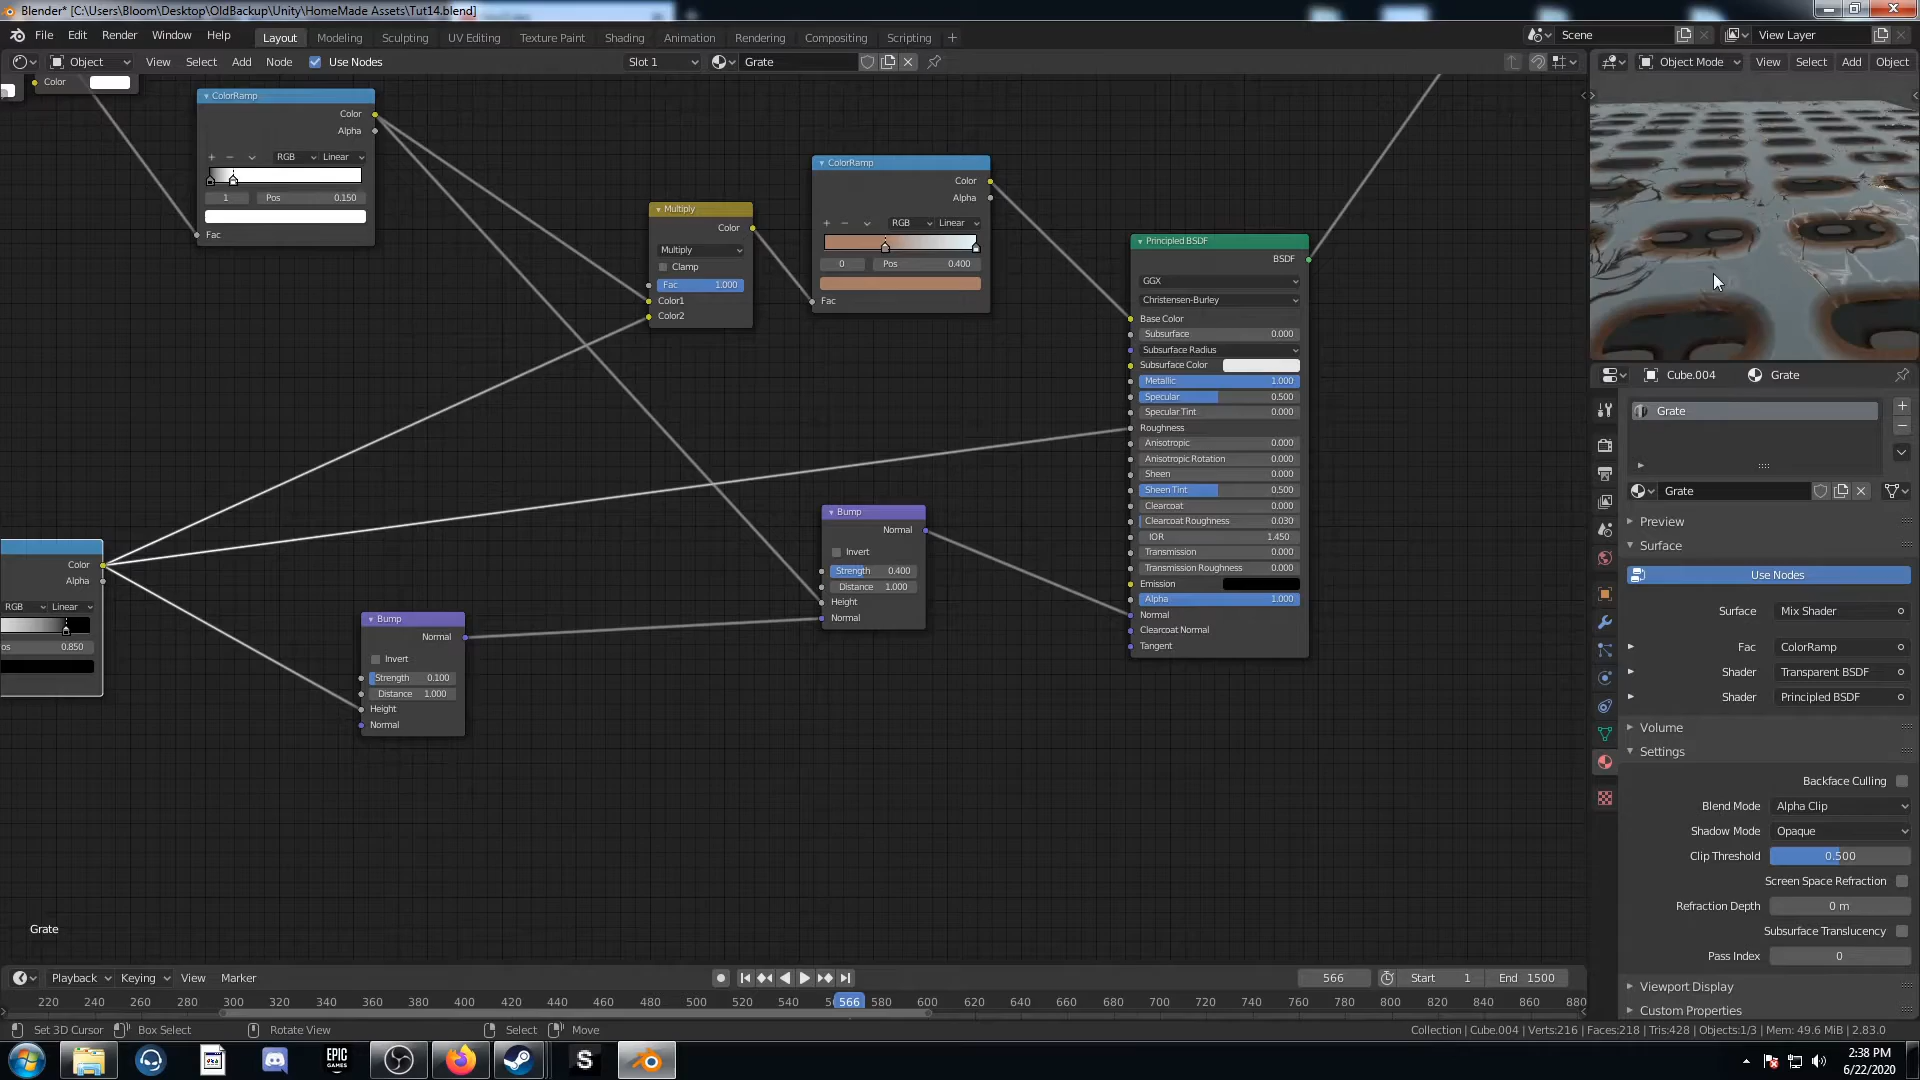 Blender* [C:\Users\Bloom\Desktop\OldBackup\Unity\HomeMade Assets\Tut14.blend]
File Edit Render Window Help Layout Modeling Sculpting UV Editing Texture Paint Shading Animation Rendering Compositing Scripting + Scene View Layer
Object View Select Add Node Use Nodes Slot 1 Grate Object Mode View Select Add Object
Color
ColorRamp
Color
Alpha
RGB Linear
1 Pos 0.150
Fac
Multiply
Color
Multiply
Clamp
Fac 1.000
Color1
Color2
ColorRamp
Color
Alpha
RGB Linear
0 Pos 0.400
Fac
Principled BSDF
BSDF
GGX
Christensen-Burley
Base Color
Subsurface 0.000
Subsurface Radius
Subsurface Color
Metallic 1.000
Specular 0.500
Specular Tint 0.000
Roughness
Anisotropic 0.000
Anisotropic Rotation 0.000
Sheen 0.000
Sheen Tint 0.500
Clearcoat 0.000
Clearcoat Roughness 0.030
IOR 1.450
Transmission 0.000
Transmission Roughness 0.000
Emission
Alpha 1.000
Normal
Clearcoat Normal
Tangent
Color
Alpha
RGB Linear
os 0.850
Bump
Normal
Invert
Strength 0.100
Distance 1.000
Height
Normal
Bump
Normal
Invert
Strength 0.400
Distance 1.000
Height
Normal
Grate
Cube.004 Grate
Grate
Grate
Preview
Surface
Use Nodes
Surface Mix Shader
Fac ColorRamp
Shader Transparent BSDF
Shader Principled BSDF
Volume
Settings
Backface Culling
Blend Mode Alpha Clip
Shadow Mode Opaque
Clip Threshold 0.500
Screen Space Refraction
Refraction Depth 0 m
Subsurface Translucency
Pass Index 0
Viewport Display
Custom Properties
Playback Keying View Marker 566 Start 1 End 1500
220 240 260 280 300 320 340 360 380 400 420 440 460 480 500 520 540 566 580 600 620 640 660 680 700 720 740 760 780 800 820 840 860 880
Set 3D Cursor Box Select Rotate View Select Move Collection | Cube.004 | Verts:216 | Faces:218 | Tris:428 | Objects:1/3 | Mem: 49.6 MiB | 2.83.0
EPIC
GAMES
S
2:38 PM
6/22/2020